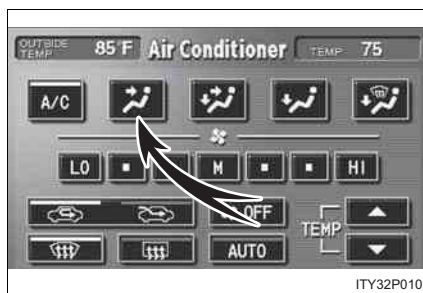 OUTSIDE TEMP 85°F Air Conditioner TEMP 75
A/C
LO M HI
OFF
TEMP
AUTO
ITY32P010